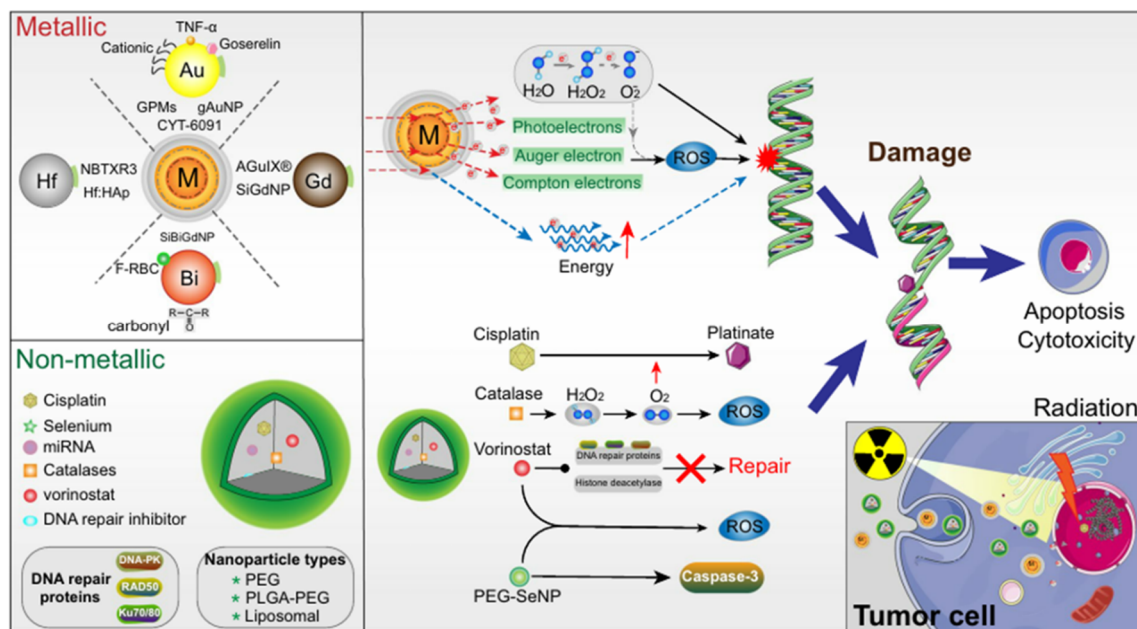 Metallic
TNF-α
Cationic
Goserelin
Au
GPMs gAuNP
CYT-6091
Hf
NBTXR3
Hf:HAp
M
AGuIX®
SiGdNP
Gd
SiBiGdNP
F-RBC
Bi
carbonyl
R-C-R
O
Non-metallic
Cisplatin
Selenium
miRNA
Catalases
vorinostat
DNA repair inhibitor
DNA repair
proteins
DNA-PK
RAD50
Ku70/80
Nanoparticle types
* PEG
* PLGA-PEG
* Liposomal
e⁻ e⁻
H₂O H₂O₂ O₂⁻
M
e⁻ e⁻ e⁻ e⁻
Photoelectrons
Auger electron
Compton electrons
ROS
e⁻ e⁻ e⁻
Energy
Damage
Apoptosis
Cytotoxicity
Cisplatin
Platinate
Catalase
H₂O₂
O₂
ROS
Vorinostat
DNA repair proteins
Histone deacetylase
Repair
ROS
PEG-SeNP
Caspase-3
Radiation
Tumor cell